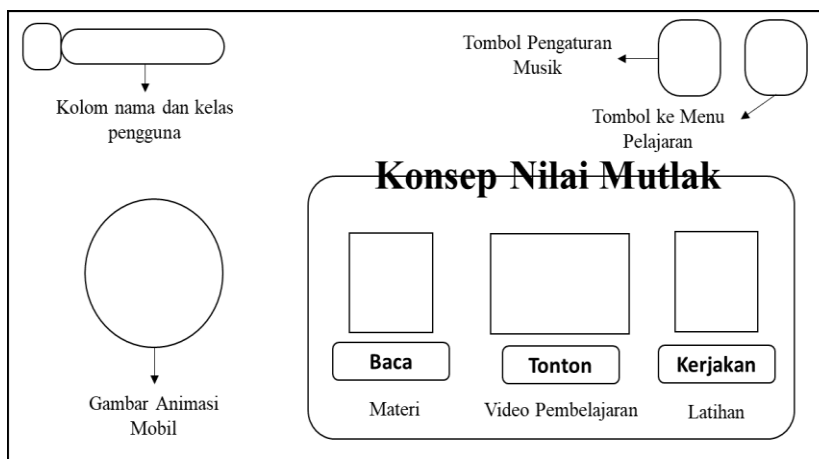 Kolom nama dan kelas
pengguna
Tombol Pengaturan
Musik
Tombol ke Menu
Pelajaran
Konsep Nilai Mutlak
Baca
Tonton
Kerjakan
Materi
Video Pembelajaran
Latihan
Gambar Animasi
Mobil